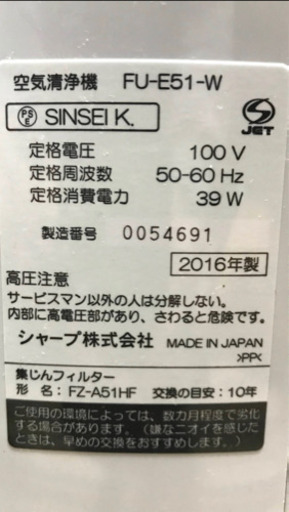 空気清浄機 FU-E51-W
PS E SINSEI K. JET
定格電圧 100 V
定格周波数 50-60 Hz
定格消費電力 39 W
製造番号 0054691
2016年製
高圧注意
サービスマン以外の人は分解しない。
内部に高電圧部があり、さわると危険です。
シャープ株式会社 MADE IN JAPAN
>PP<
集じんフィルター
形 名:FZ-A51HF 交換の目安:10年
ご使用の環境によっては、数カ月程度で劣化
する場合があります。(嫌なニオイを感じた
ときは、早めの交換をおすすめします。)